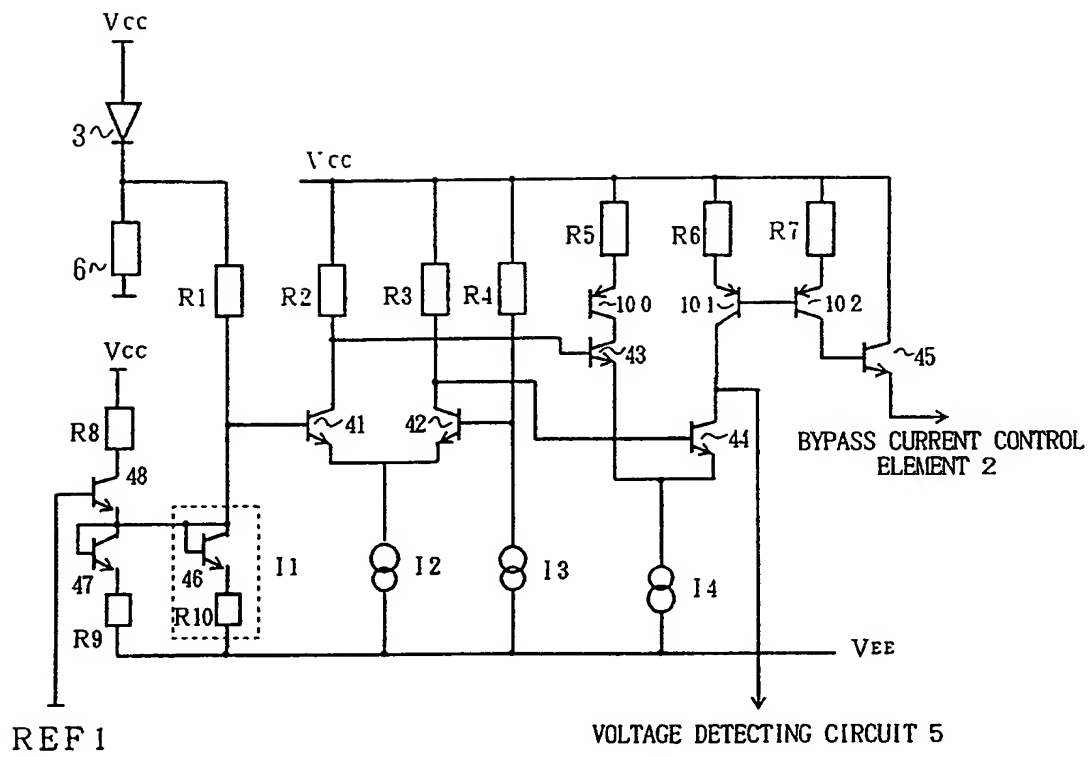 Vcc
3
Vcc
6
R1
R2
R3
R4
R5
R6
R7
100
101
102
43
45
Vcc
R8
41
42
44
BYPASS CURRENT CONTROL
ELEMENT 2
48
47
46
I1
I2
I3
I4
R9
R10
VEE
REF1
VOLTAGE DETECTING CIRCUIT 5